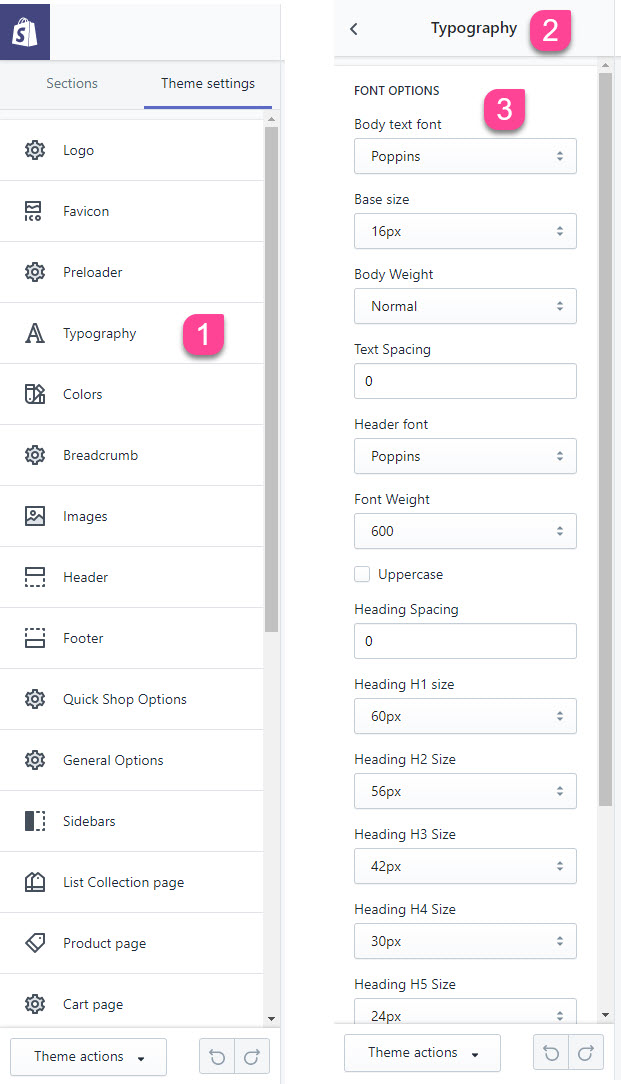 Sections
Theme settings
Logo
ICO
Favicon
Preloader
Typography
1
Colors
Breadcrumb
Images
Header
Footer
Quick Shop Options
General Options
Sidebars
List Collection page
Product page
Cart page
Theme actions
Typography
2
FONT OPTIONS
3
Body text font
Poppins
Base size
16px
Body Weight
Normal
Text Spacing
0
Header font
Poppins
Font Weight
600
Uppercase
Heading Spacing
0
Heading H1 size
60px
Heading H2 Size
56px
Heading H3 Size
42px
Heading H4 Size
30px
Heading H5 Size
24px
Theme actions